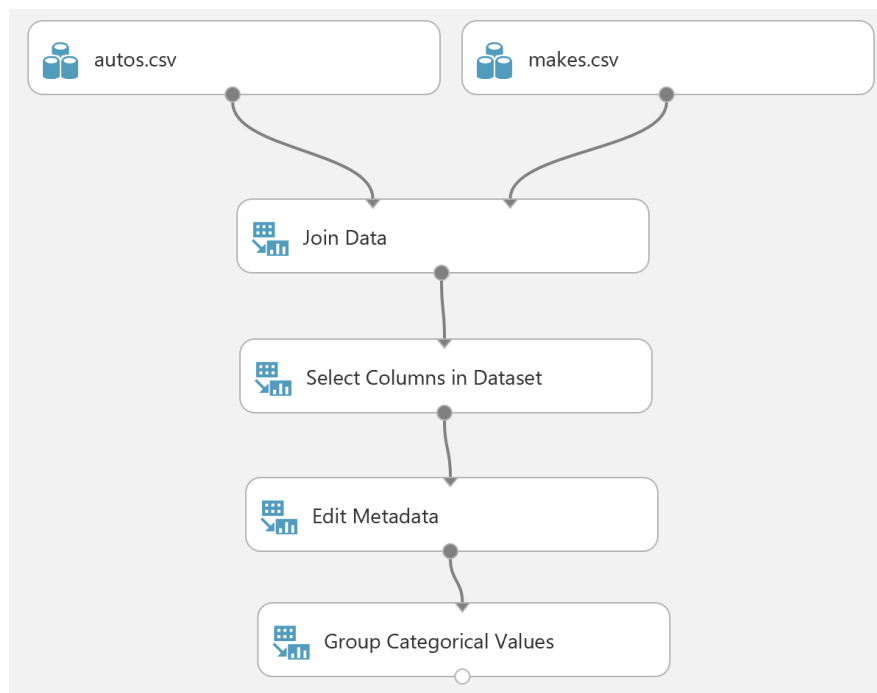 autos.csv
makes.csv
Join Data
Select Columns in Dataset
Edit Metadata
Group Categorical Values